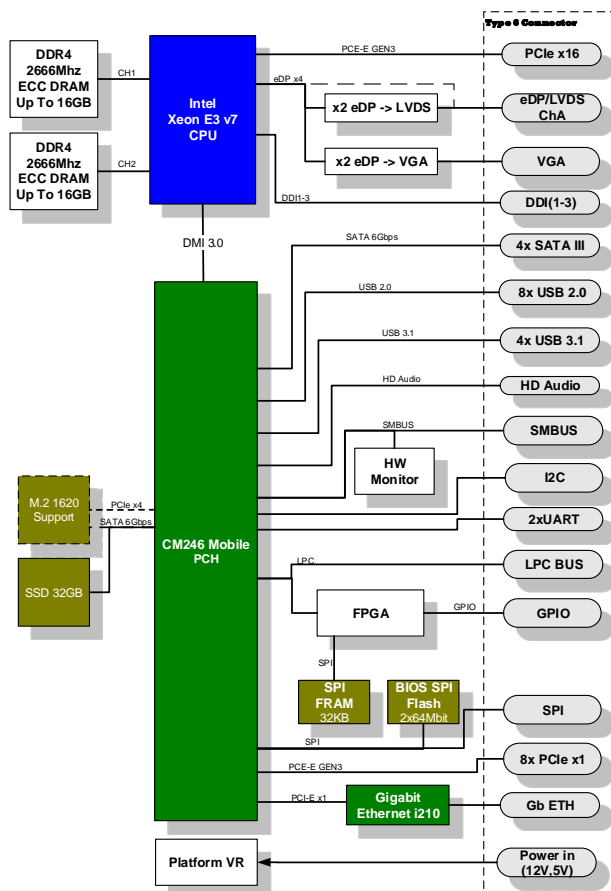 Type 6 Connector
DDR4
2666Mhz
ECC DRAM
Up To 16GB
CH1
Intel
Xeon E3 v7
CPU
PCE-E GEN3
PCIe x16
eDP x4
x2 eDP -> LVDS
eDP/LVDS
ChA
DDR4
2666Mhz
ECC DRAM
Up To 16GB
CH2
x2 eDP -> VGA
VGA
DDI1-3
DDI(1-3)
DMI 3.0
SATA 6Gbps
4x SATA III
USB 2.0
8x USB 2.0
USB 3.1
4x USB 3.1
HD Audio
HD Audio
SMBUS
SMBUS
HW
Monitor
I2C
M.2 1620
Support
PCIe x4
SATA 6Gbps
2xUART
CM246 Mobile
PCH
SSD 32GB
LPC
LPC BUS
FPGA
GPIO
GPIO
SPI
SPI
FRAM
32KB
BIOS SPI
Flash
2x64Mbit
SPI
SPI
PCE-E GEN3
8x PCIe x1
PCI-E x1
Gigabit
Ethernet i210
Gb ETH
Platform VR
Power in
(12V,5V)